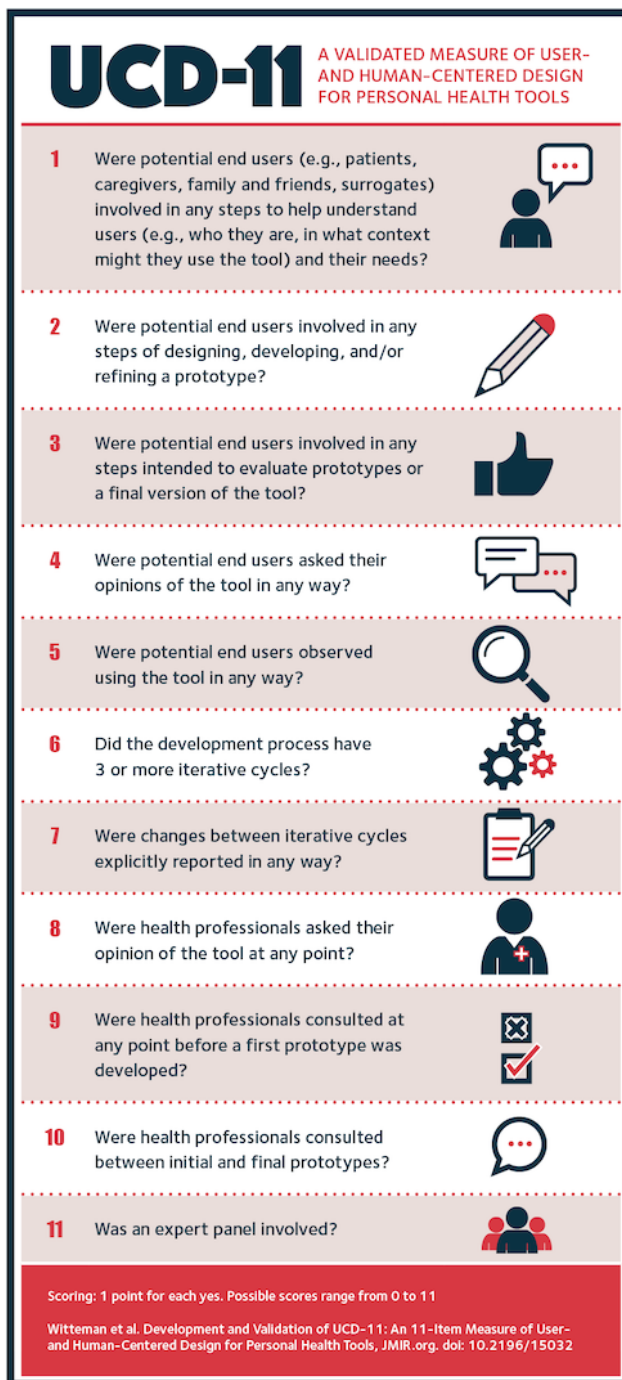 UCD-11
A VALIDATED MEASURE OF USER-
AND HUMAN-CENTERED DESIGN
FOR PERSONAL HEALTH TOOLS
1
Were potential end users (e.g., patients,
caregivers, family and friends, surrogates)
involved in any steps to help understand
users (e.g., who they are, in what context
might they use the tool) and their needs?
2
Were potential end users involved in any
steps of designing, developing, and/or
refining a prototype?
3
Were potential end users involved in any
steps intended to evaluate prototypes or
a final version of the tool?
4
Were potential end users asked their
opinions of the tool in any way?
5
Were potential end users observed
using the tool in any way?
6
Did the development process have
3 or more iterative cycles?
7
Were changes between iterative cycles
explicitly reported in any way?
8
Were health professionals asked their
opinion of the tool at any point?
9
Were health professionals consulted at
any point before a first prototype was
developed?
10
Were health professionals consulted
between initial and final prototypes?
11
Was an expert panel involved?
Scoring: 1 point for each yes. Possible scores range from 0 to 11
Witteman et al. Development and Validation of UCD-11: An 11-Item Measure of User-
and Human-Centered Design for Personal Health Tools, JMIR.org. doi: 10.2196/15032